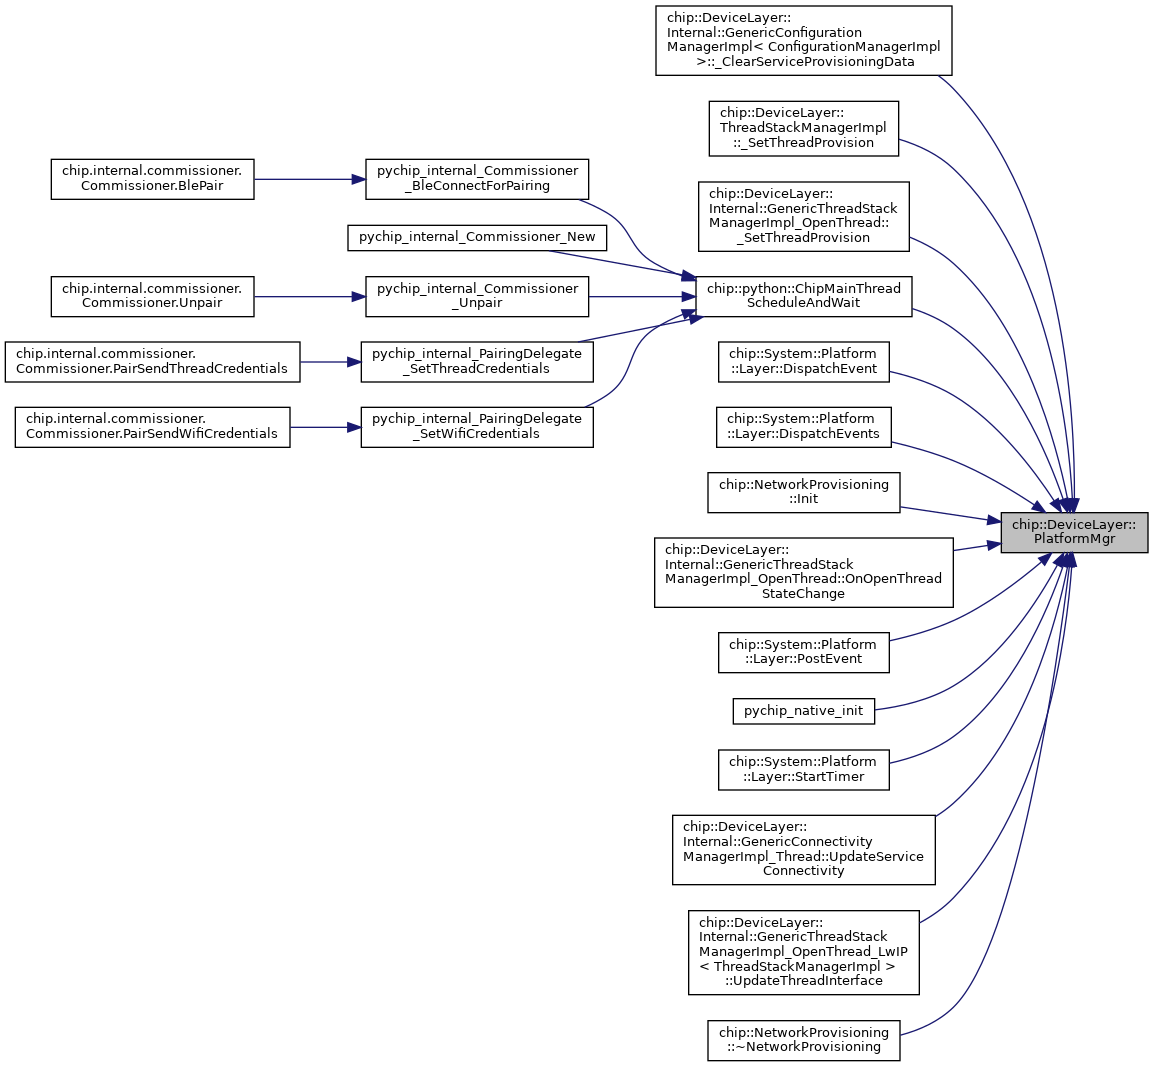 chip::DeviceLayer::
Internal::GenericConfiguration
ManagerImpl< ConfigurationManagerImpl
>::_ClearServiceProvisioningData
chip::DeviceLayer::
ThreadStackManagerImpl
::_SetThreadProvision
chip::DeviceLayer::
Internal::GenericThreadStack
ManagerImpl_OpenThread::
_SetThreadProvision
chip.internal.commissioner.
Commissioner.BlePair
pychip_internal_Commissioner
_BleConnectForPairing
pychip_internal_Commissioner_New
chip.internal.commissioner.
Commissioner.Unpair
pychip_internal_Commissioner
_Unpair
chip::python::ChipMainThread
ScheduleAndWait
chip.internal.commissioner.
Commissioner.PairSendThreadCredentials
pychip_internal_PairingDelegate
_SetThreadCredentials
chip::System::Platform
::Layer::DispatchEvent
chip.internal.commissioner.
Commissioner.PairSendWifiCredentials
pychip_internal_PairingDelegate
_SetWifiCredentials
chip::System::Platform
::Layer::DispatchEvents
chip::NetworkProvisioning
::Init
chip::DeviceLayer::
PlatformMgr
chip::DeviceLayer::
Internal::GenericThreadStack
ManagerImpl_OpenThread::OnOpenThread
StateChange
chip::System::Platform
::Layer::PostEvent
pychip_native_init
chip::System::Platform
::Layer::StartTimer
chip::DeviceLayer::
Internal::GenericConnectivity
ManagerImpl_Thread::UpdateService
Connectivity
chip::DeviceLayer::
Internal::GenericThreadStack
ManagerImpl_OpenThread_LwIP
< ThreadStackManagerImpl >
::UpdateThreadInterface
chip::NetworkProvisioning
::~NetworkProvisioning